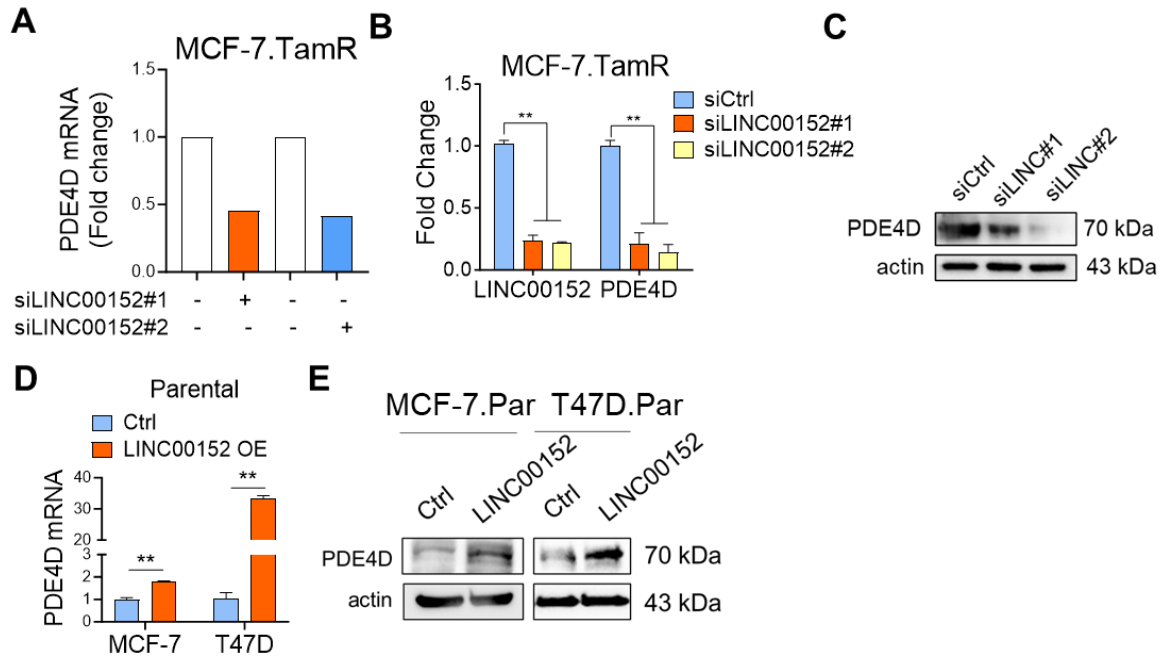 A
MCF-7.TamR
PDE4D mRNA
(Fold change)
1.5
1.0
0.5
0.0
siLINC00152#1 - + - -
siLINC00152#2 - - - +
B
MCF-7.TamR
Fold Change
1.5
1.0
0.5
0.0
** **
LINC00152 PDE4D
siCtrl
siLINC00152#1
siLINC00152#2
C
siCtrl siLINC#1 siLINC#2
PDE4D 70 kDa
actin 43 kDa
D
Parental
Ctrl
LINC00152 OE
PDE4D mRNA
40
30
20
3
2
1
0
** **
MCF-7 T47D
E
MCF-7.Par T47D.Par
Ctrl LINC00152 Ctrl LINC00152
PDE4D 70 kDa
actin 43 kDa